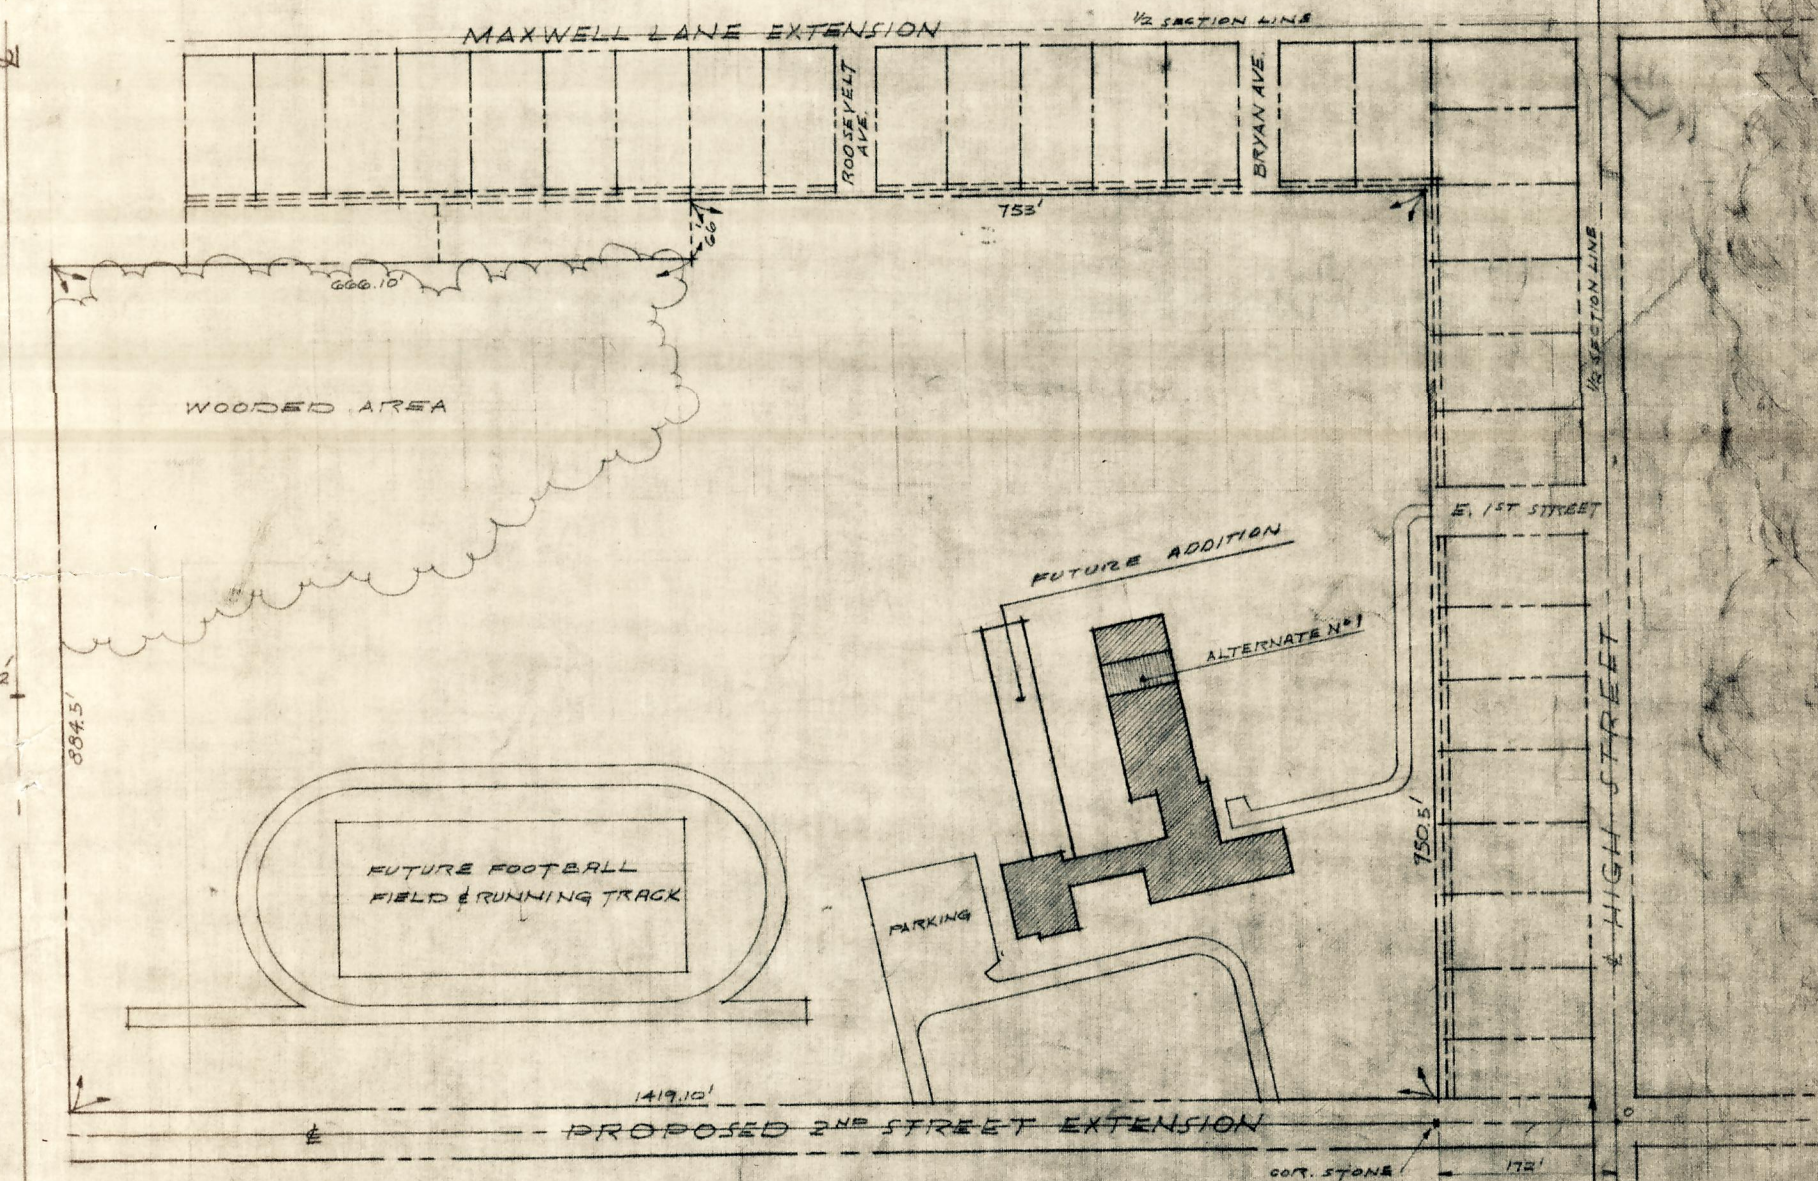 MAXWELL LANE EXTENSION
1/2 SECTION LINE
ROOSEVELT
AVE.
BRYAN AVE.
753'
66'
666.10'
1/2 SECTION LINE
WOODED AREA
E. 1ST STREET
FUTURE ADDITION
ALTERNATE Nº 1
884.5'
750.5'
℄ HIGH STREET
FUTURE FOOTBALL
FIELD & RUNNING TRACK
PARKING
1419.10'
℄ PROPOSED 2ND STREET EXTENSION
COR. STONE
172'